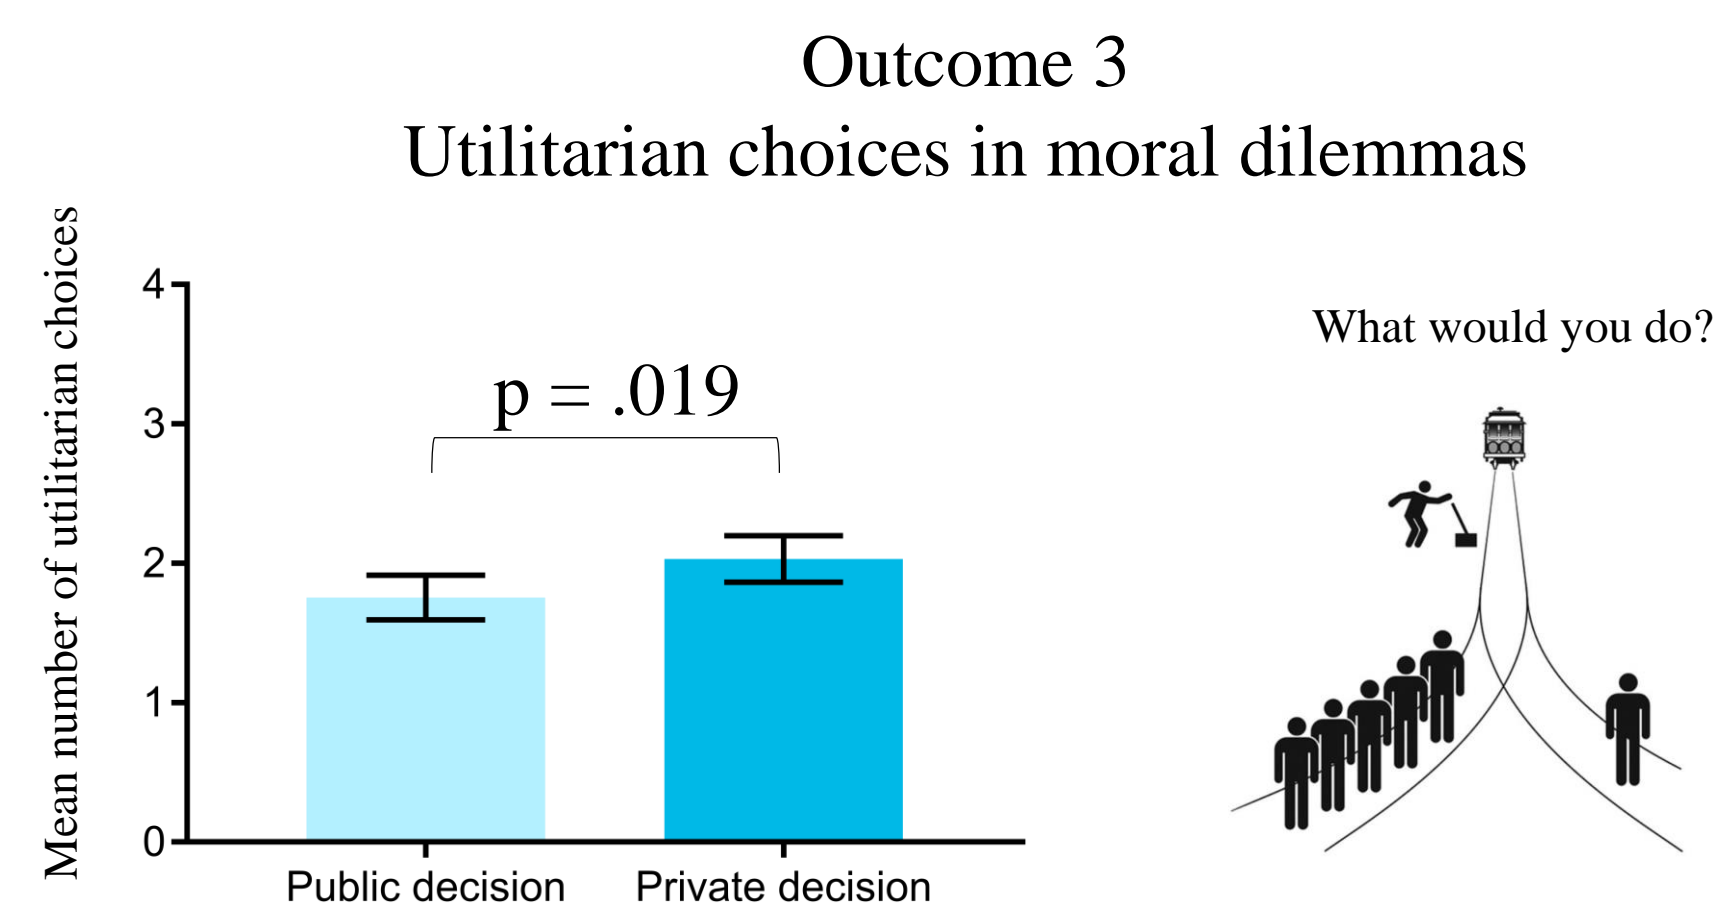 Outcome 3
Utilitarian choices in moral dilemmas
Mean number of utilitarian choices
4
3
2
1
0
p = .019
Public decision
Private decision
What would you do?